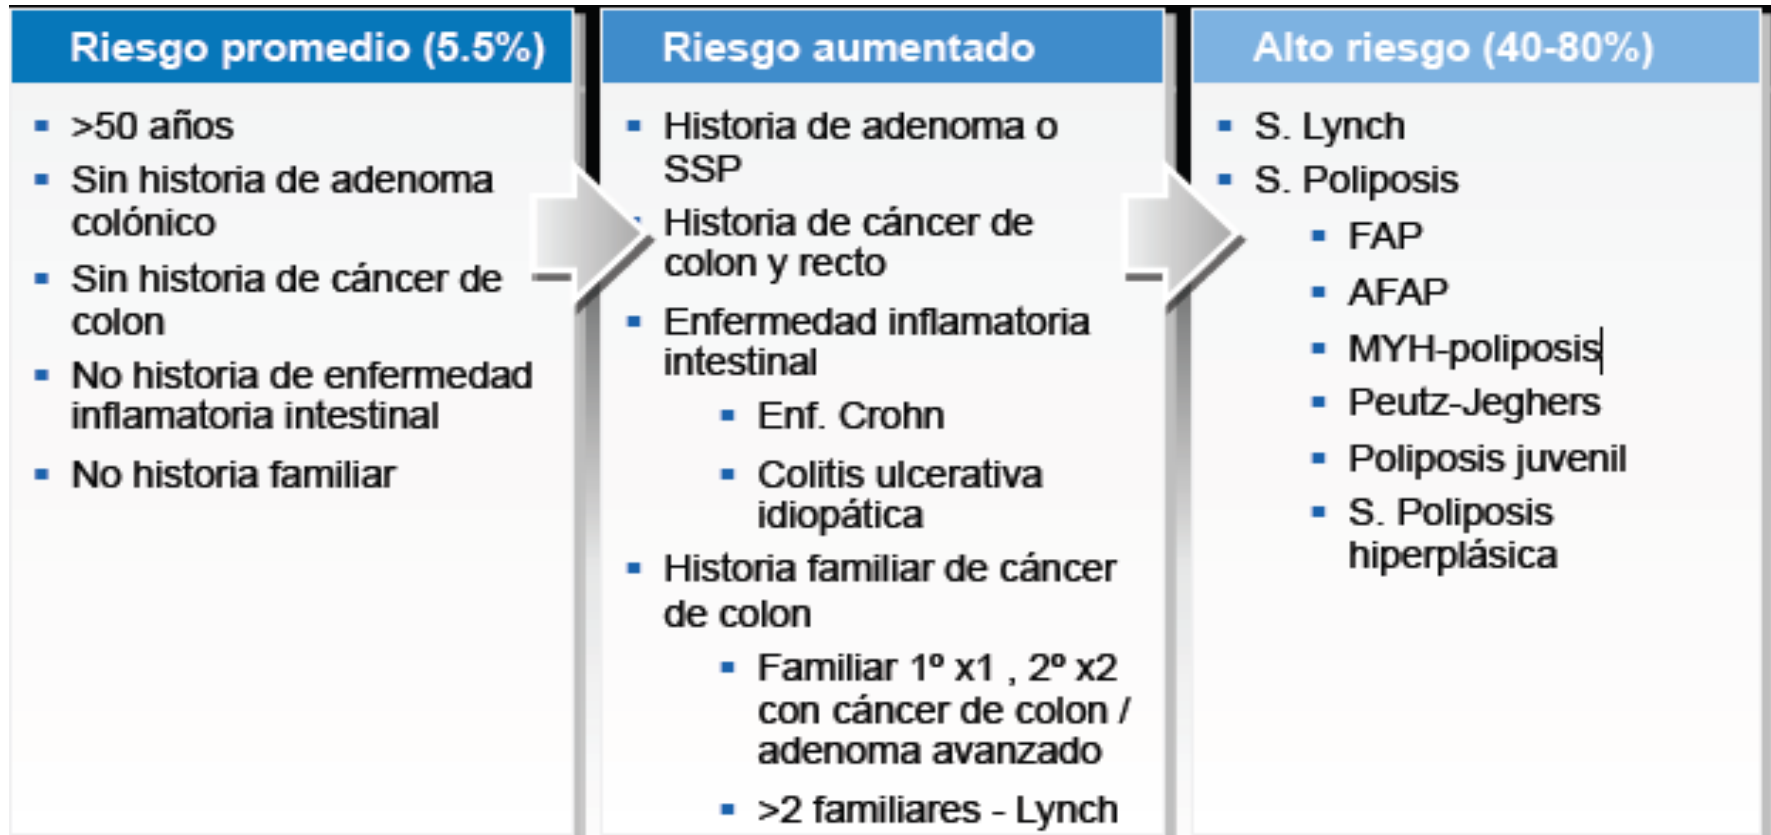 Riesgo promedio (5.5%)
>50 años
Sin historia de adenoma
colónico
Sin historia de cáncer de
colon
No historia de enfermedad
inflamatoria intestinal
No historia familiar
Riesgo aumentado
Historia de adenoma o
SSP
Historia de cáncer de
colon y recto
Enfermedad inflamatoria
intestinal
Enf. Crohn
Colitis ulcerativa
idiopática
Historia familiar de cáncer
de colon
Familiar 1º x1 , 2º x2
con cáncer de colon /
adenoma avanzado
>2 familiares - Lynch
Alto riesgo (40-80%)
S. Lynch
S. Poliposis
FAP
AFAP
MYH-poliposis
Peutz-Jeghers
Poliposis juvenil
S. Poliposis
hiperplásica